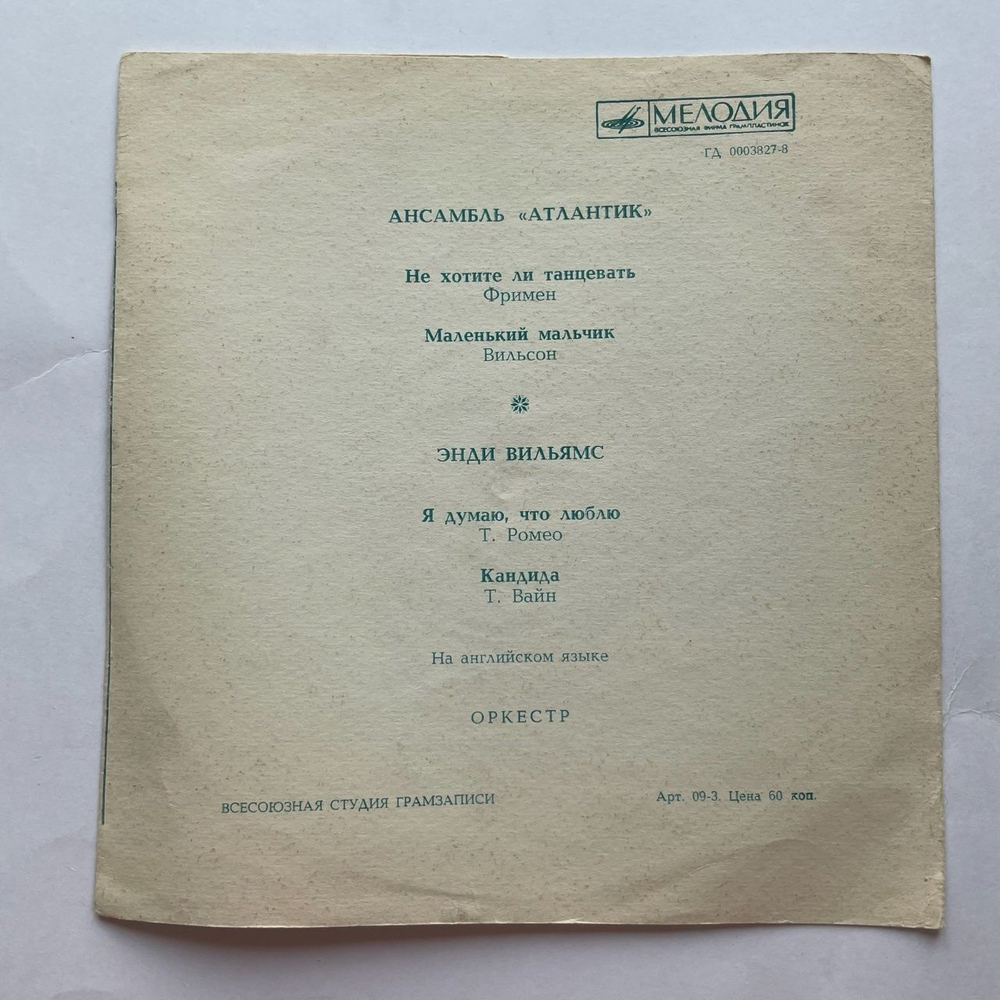 МЕЛОДИЯ
ВСЕСОЮЗНАЯ ФИРМА ГРАМПЛАСТИНОК
ГД 0003827-8
АНСАМБЛЬ «АТЛАНТИК»
Не хотите ли танцевать
Фримен
Маленький мальчик
Вильсон
ЭНДИ ВИЛЬЯМС
Я думаю, что люблю
Т. Ромео
Кандида
Т. Вайн
На английском языке
ОРКЕСТР
ВСЕСОЮЗНАЯ СТУДИЯ ГРАМЗАПИСИ
Арт. 09-3. Цена 60 коп.